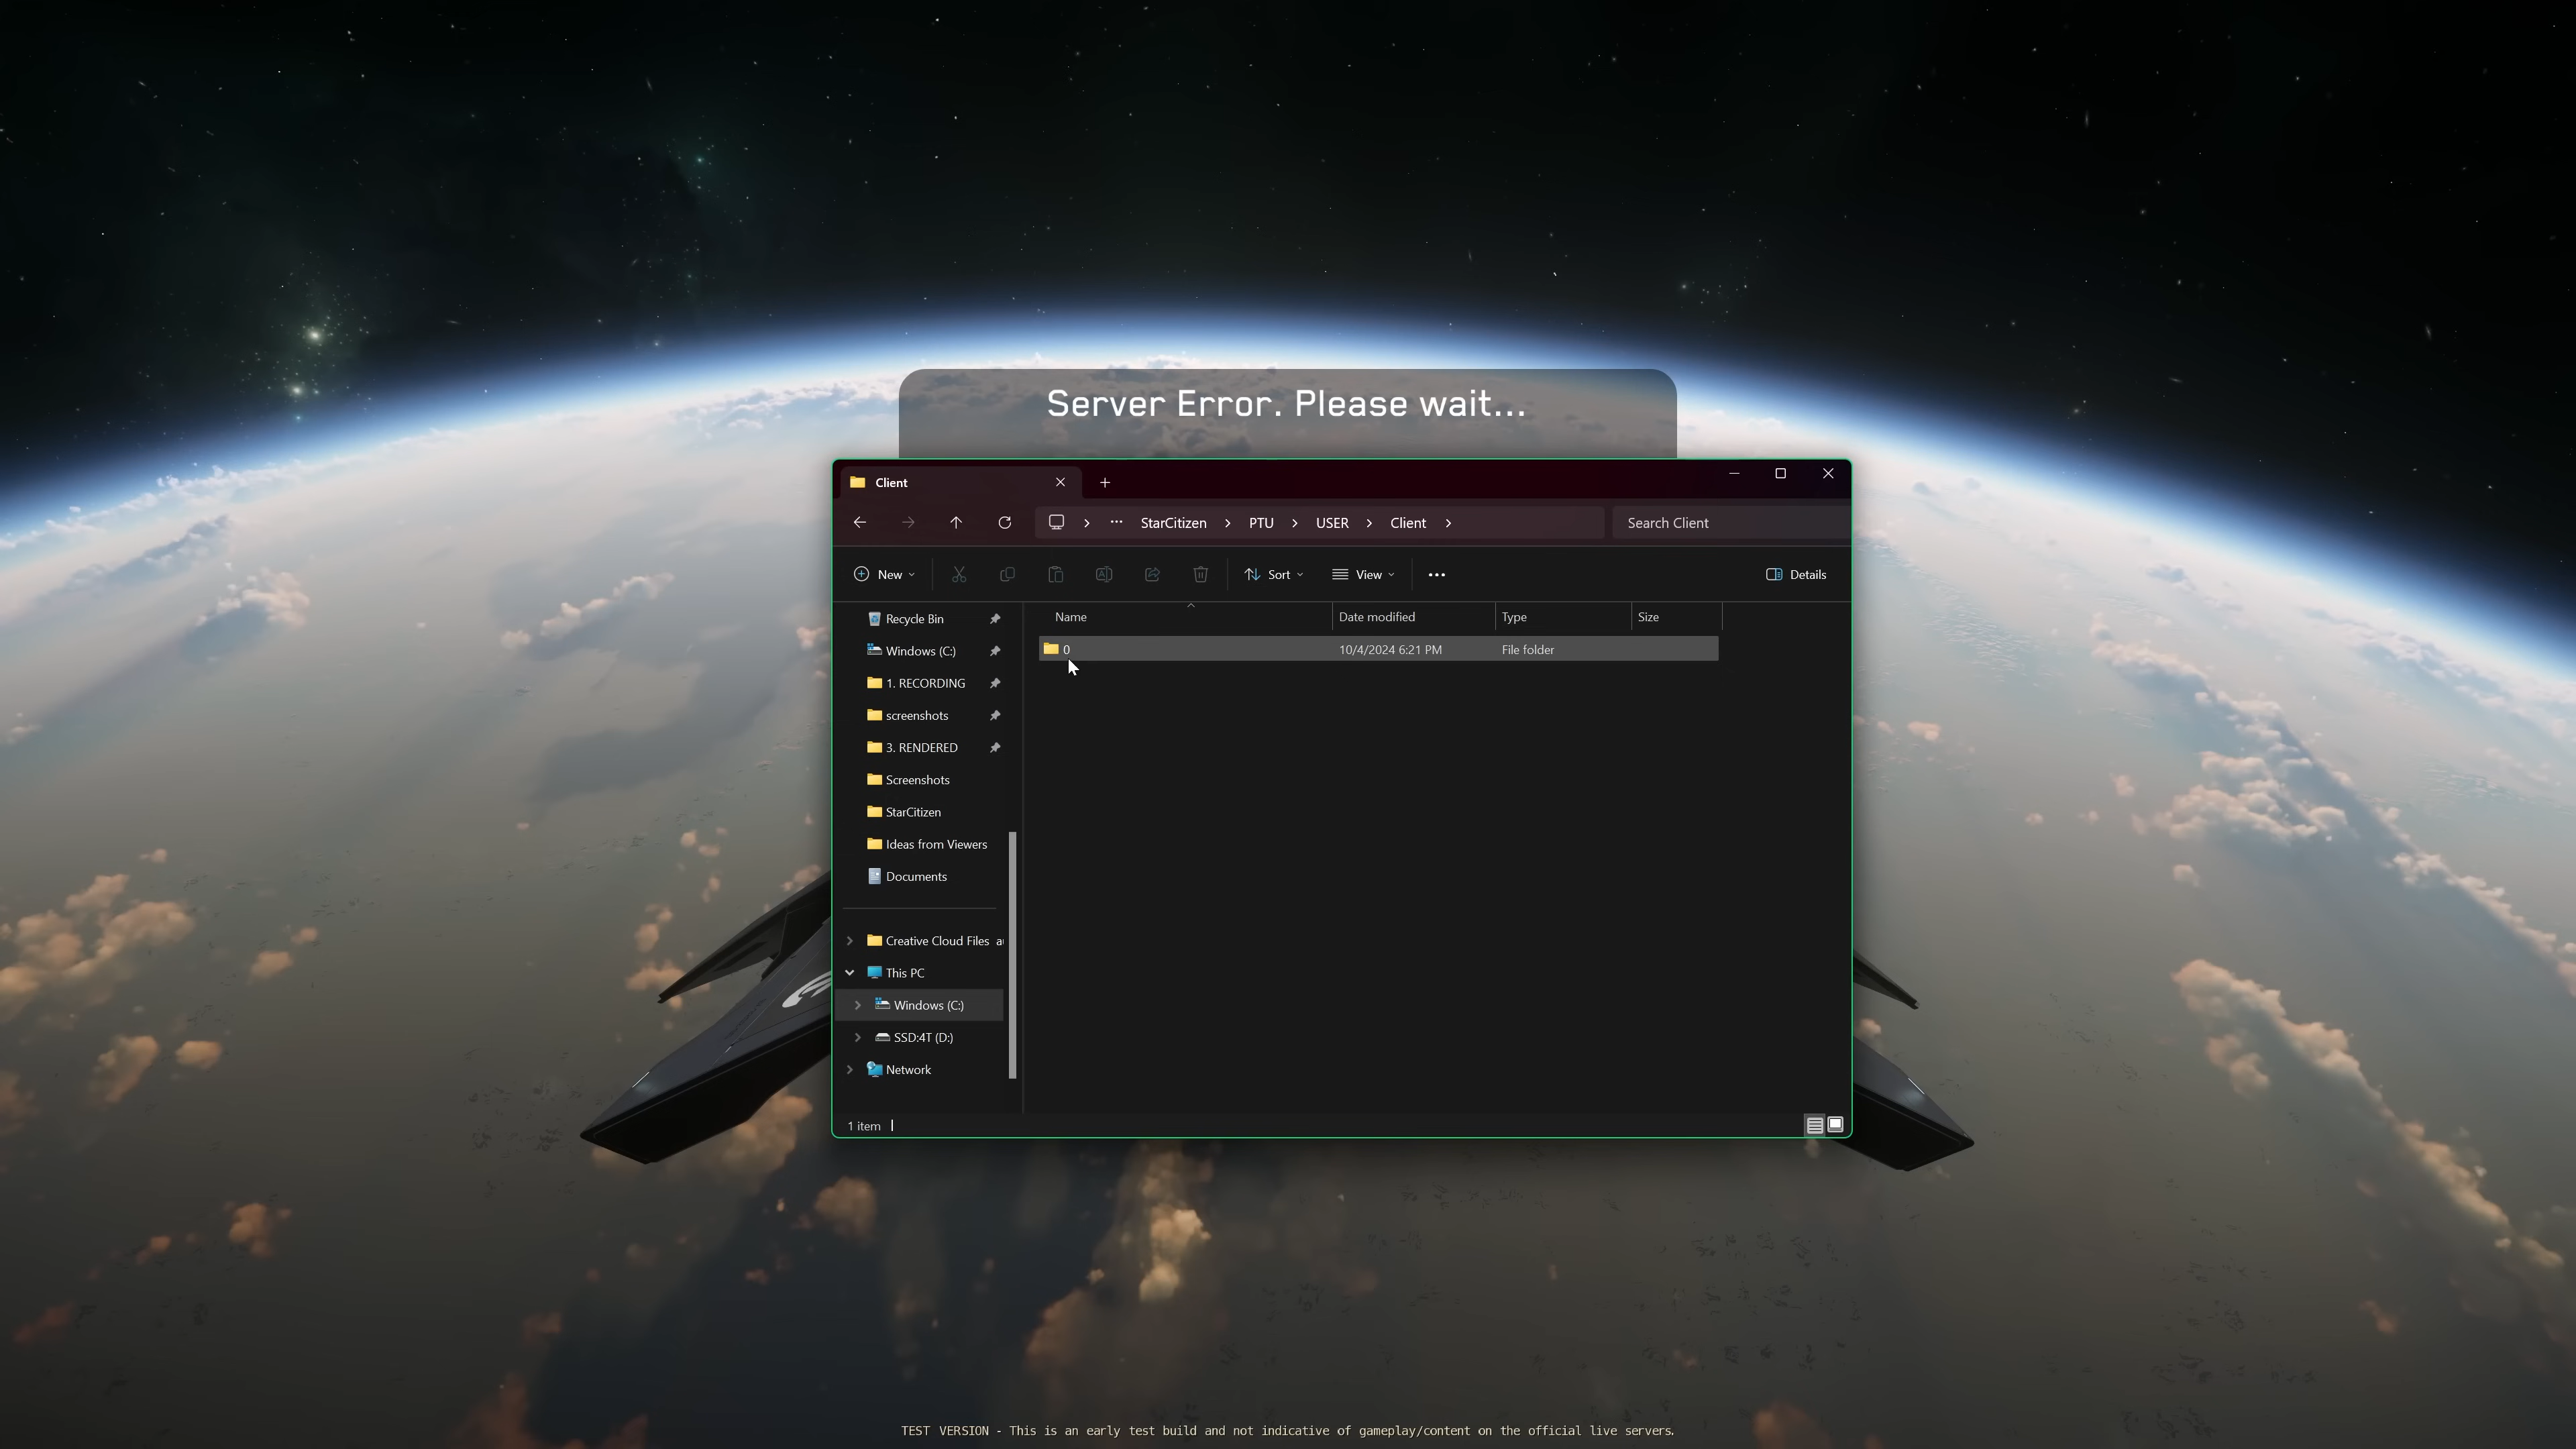 Server Error. Please wait...
Client
StarCitizen
PTU
USER
Client
Search Client
New
Sort
View
Details
Name
Date modified
Type
Size
0
10/4/2024 6:21 PM
File folder
Recycle Bin
Windows (C:)
1. RECORDING
screenshots
3. RENDERED
Screenshots
StarCitizen
Ideas from Viewers
Documents
Creative Cloud Files
This PC
Windows (C:)
SSD:4T (D:)
Network
1 item
TEST VERSION - This is an early test build and not indicative of gameplay/content on the official live servers.